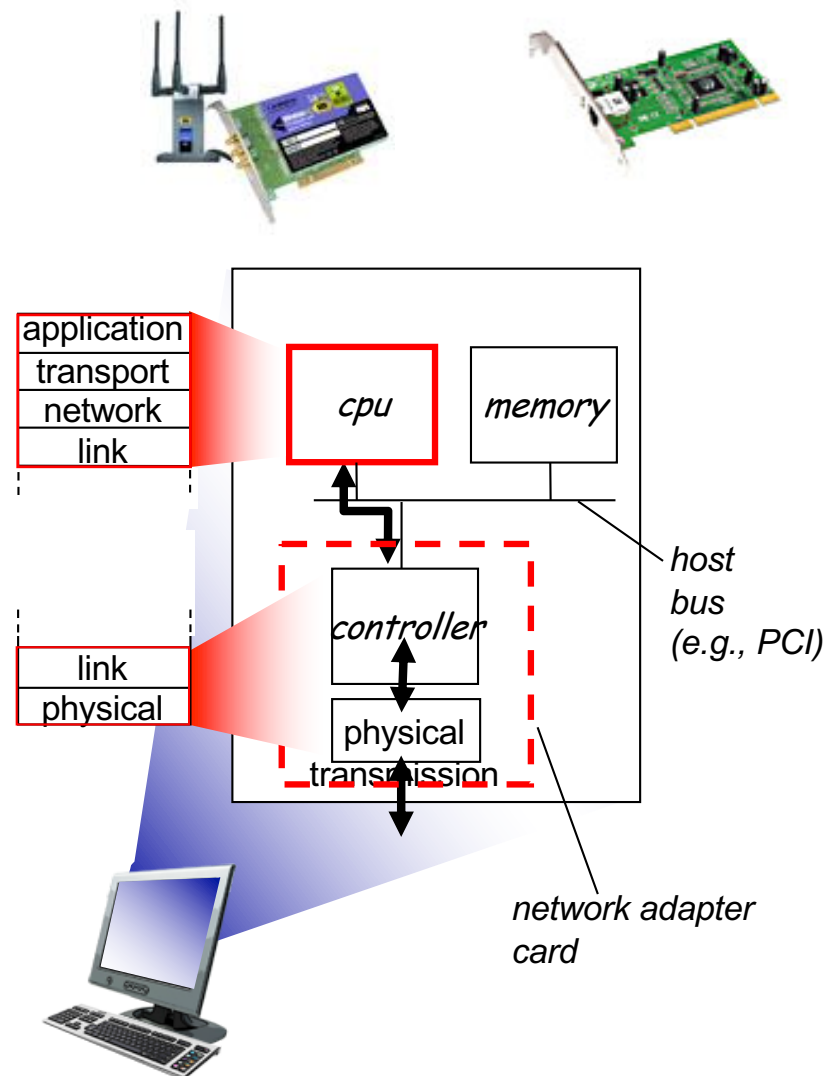 application
transport
network
link
cpu
memory
host
bus
(e.g., PCI)
controller
link
physical
physical
transmission
network adapter
card